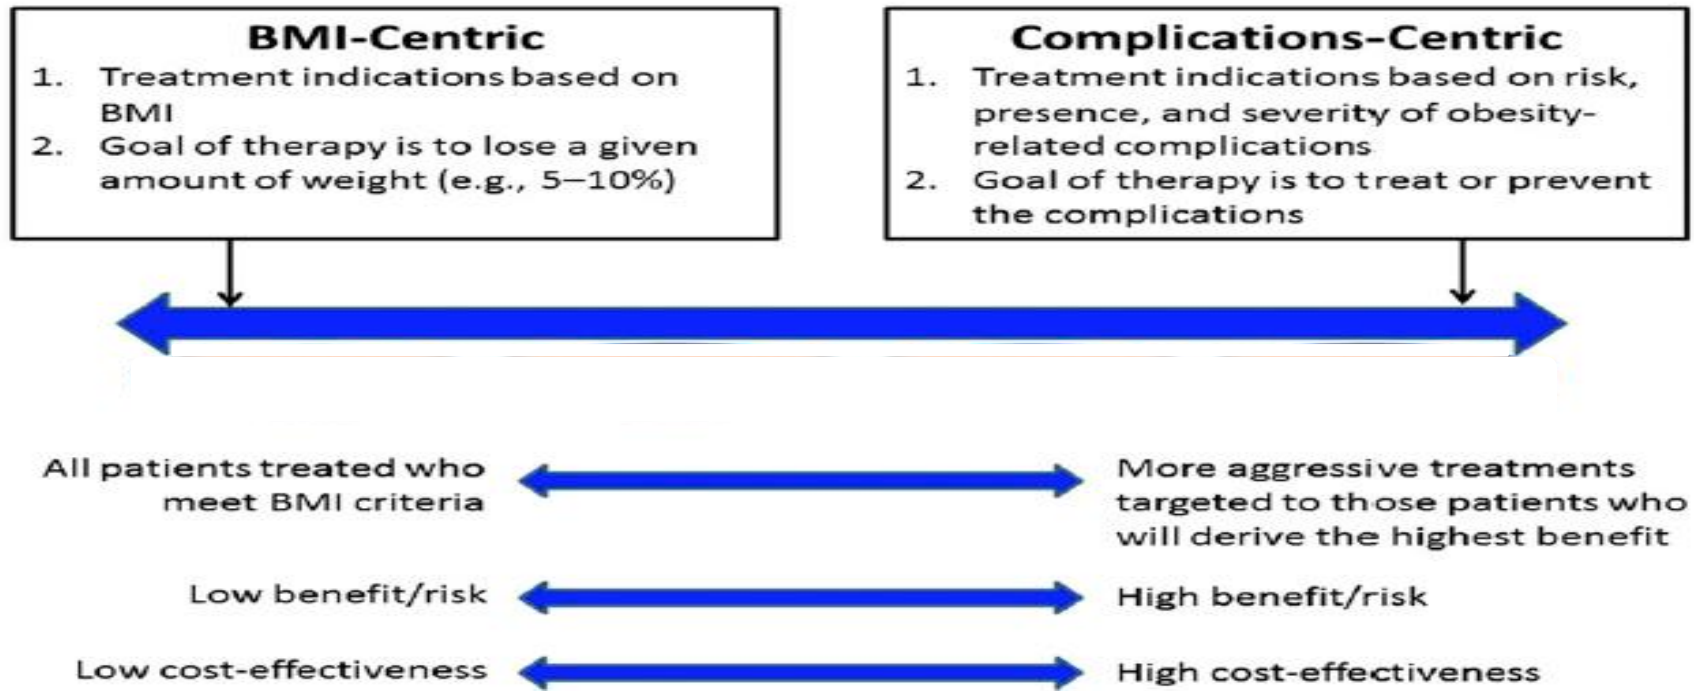 BMI-Centric
1. Treatment indications based on
BMI
2. Goal of therapy is to lose a given
amount of weight (e.g., 5–10%)
Complications-Centric
1. Treatment indications based on risk,
presence, and severity of obesity-
related complications
2. Goal of therapy is to treat or prevent
the complications
All patients treated who
meet BMI criteria
More aggressive treatments
targeted to those patients who
will derive the highest benefit
Low benefit/risk
High benefit/risk
Low cost-effectiveness
High cost-effectiveness